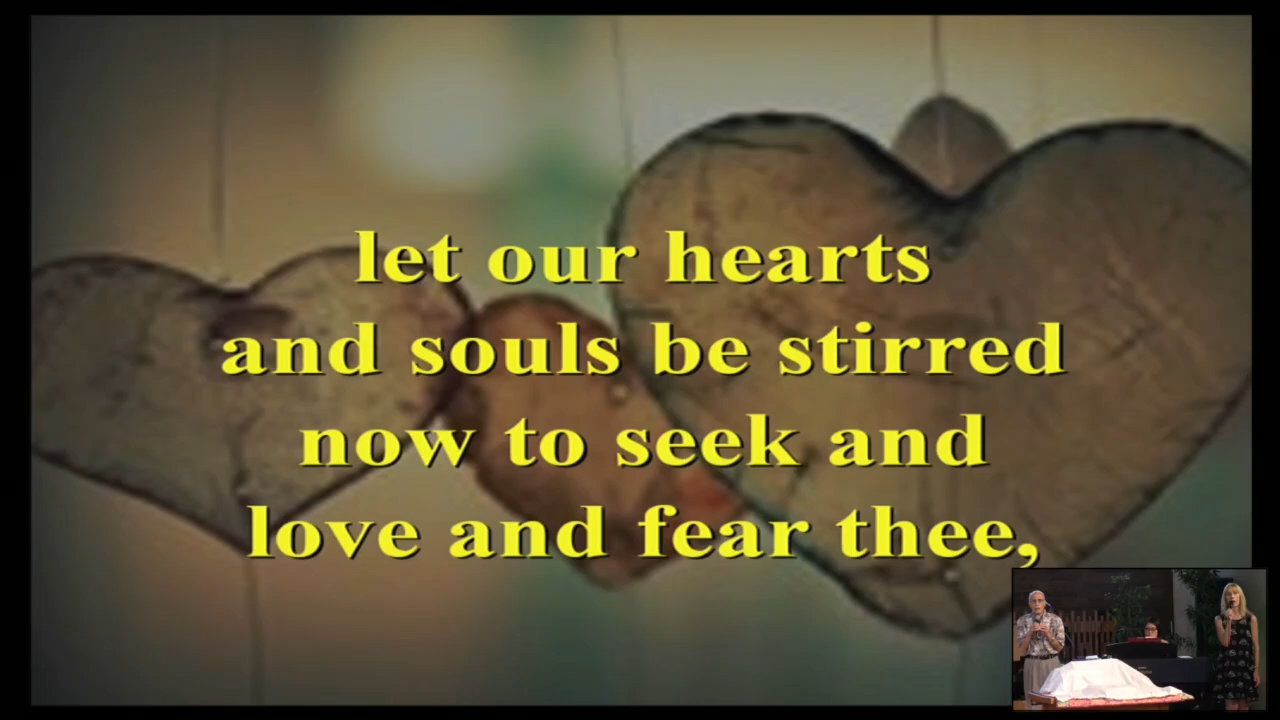 let our hearts
and souls be stirred
now to seek and
love and fear thee,